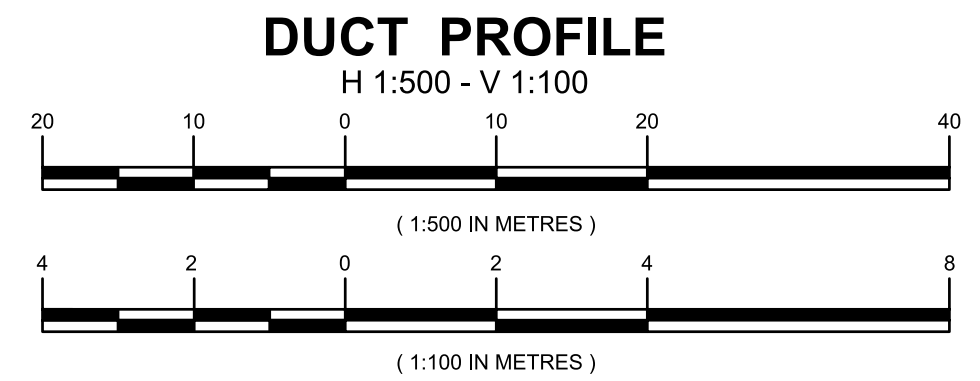 DUCT PROFILE
H 1:500 - V 1:100
20 10 0 10 20 40
( 1:500 IN METRES )
4 2 0 2 4 8
( 1:100 IN METRES )